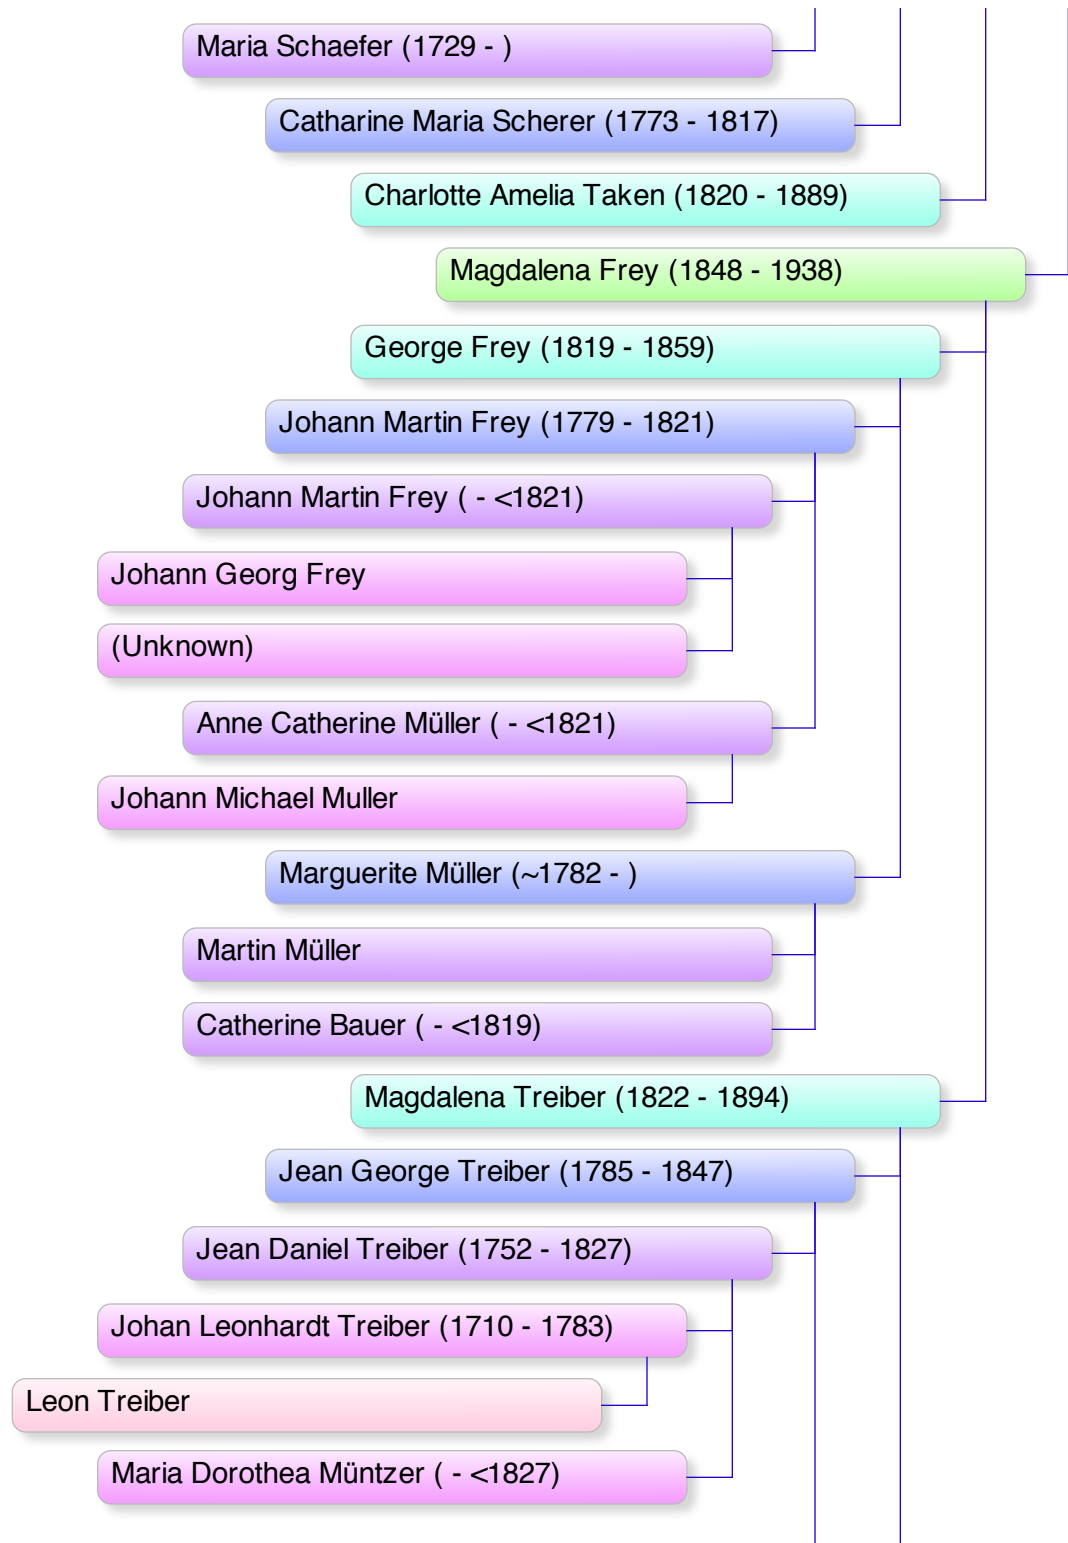 Maria Schaefer (1729 - )
Catharine Maria Scherer (1773 - 1817)
Charlotte Amelia Taken (1820 - 1889)
Magdalena Frey (1848 - 1938)
George Frey (1819 - 1859)
Johann Martin Frey (1779 - 1821)
Johann Martin Frey ( - <1821)
Johann Georg Frey
(Unknown)
Anne Catherine Müller ( - <1821)
Johann Michael Muller
Marguerite Müller (~1782 - )
Martin Müller
Catherine Bauer ( - <1819)
Magdalena Treiber (1822 - 1894)
Jean George Treiber (1785 - 1847)
Jean Daniel Treiber (1752 - 1827)
Johan Leonhardt Treiber (1710 - 1783)
Leon Treiber
Maria Dorothea Müntzer ( - <1827)